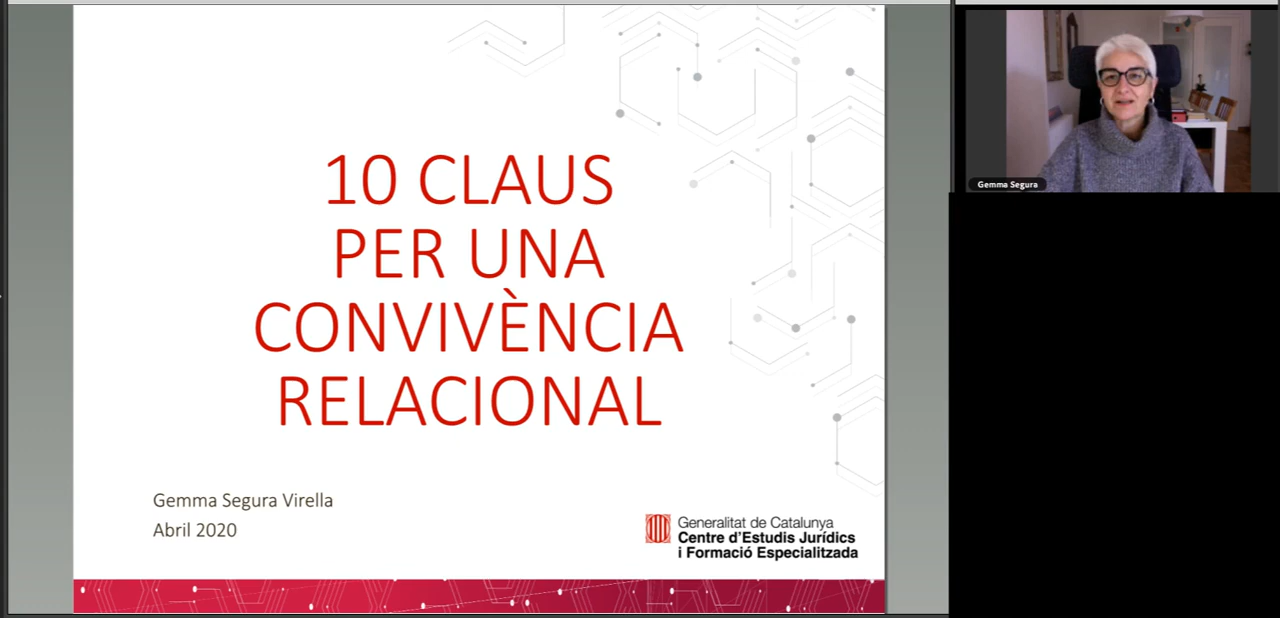 10 CLAUS
PER UNA
CONVIVÈNCIA
RELACIONAL
Gemma Segura Virella
Abril 2020
Generalitat de Catalunya
Centre d'Estudis Jurídics
i Formació Especialitzada
Gemma Segura